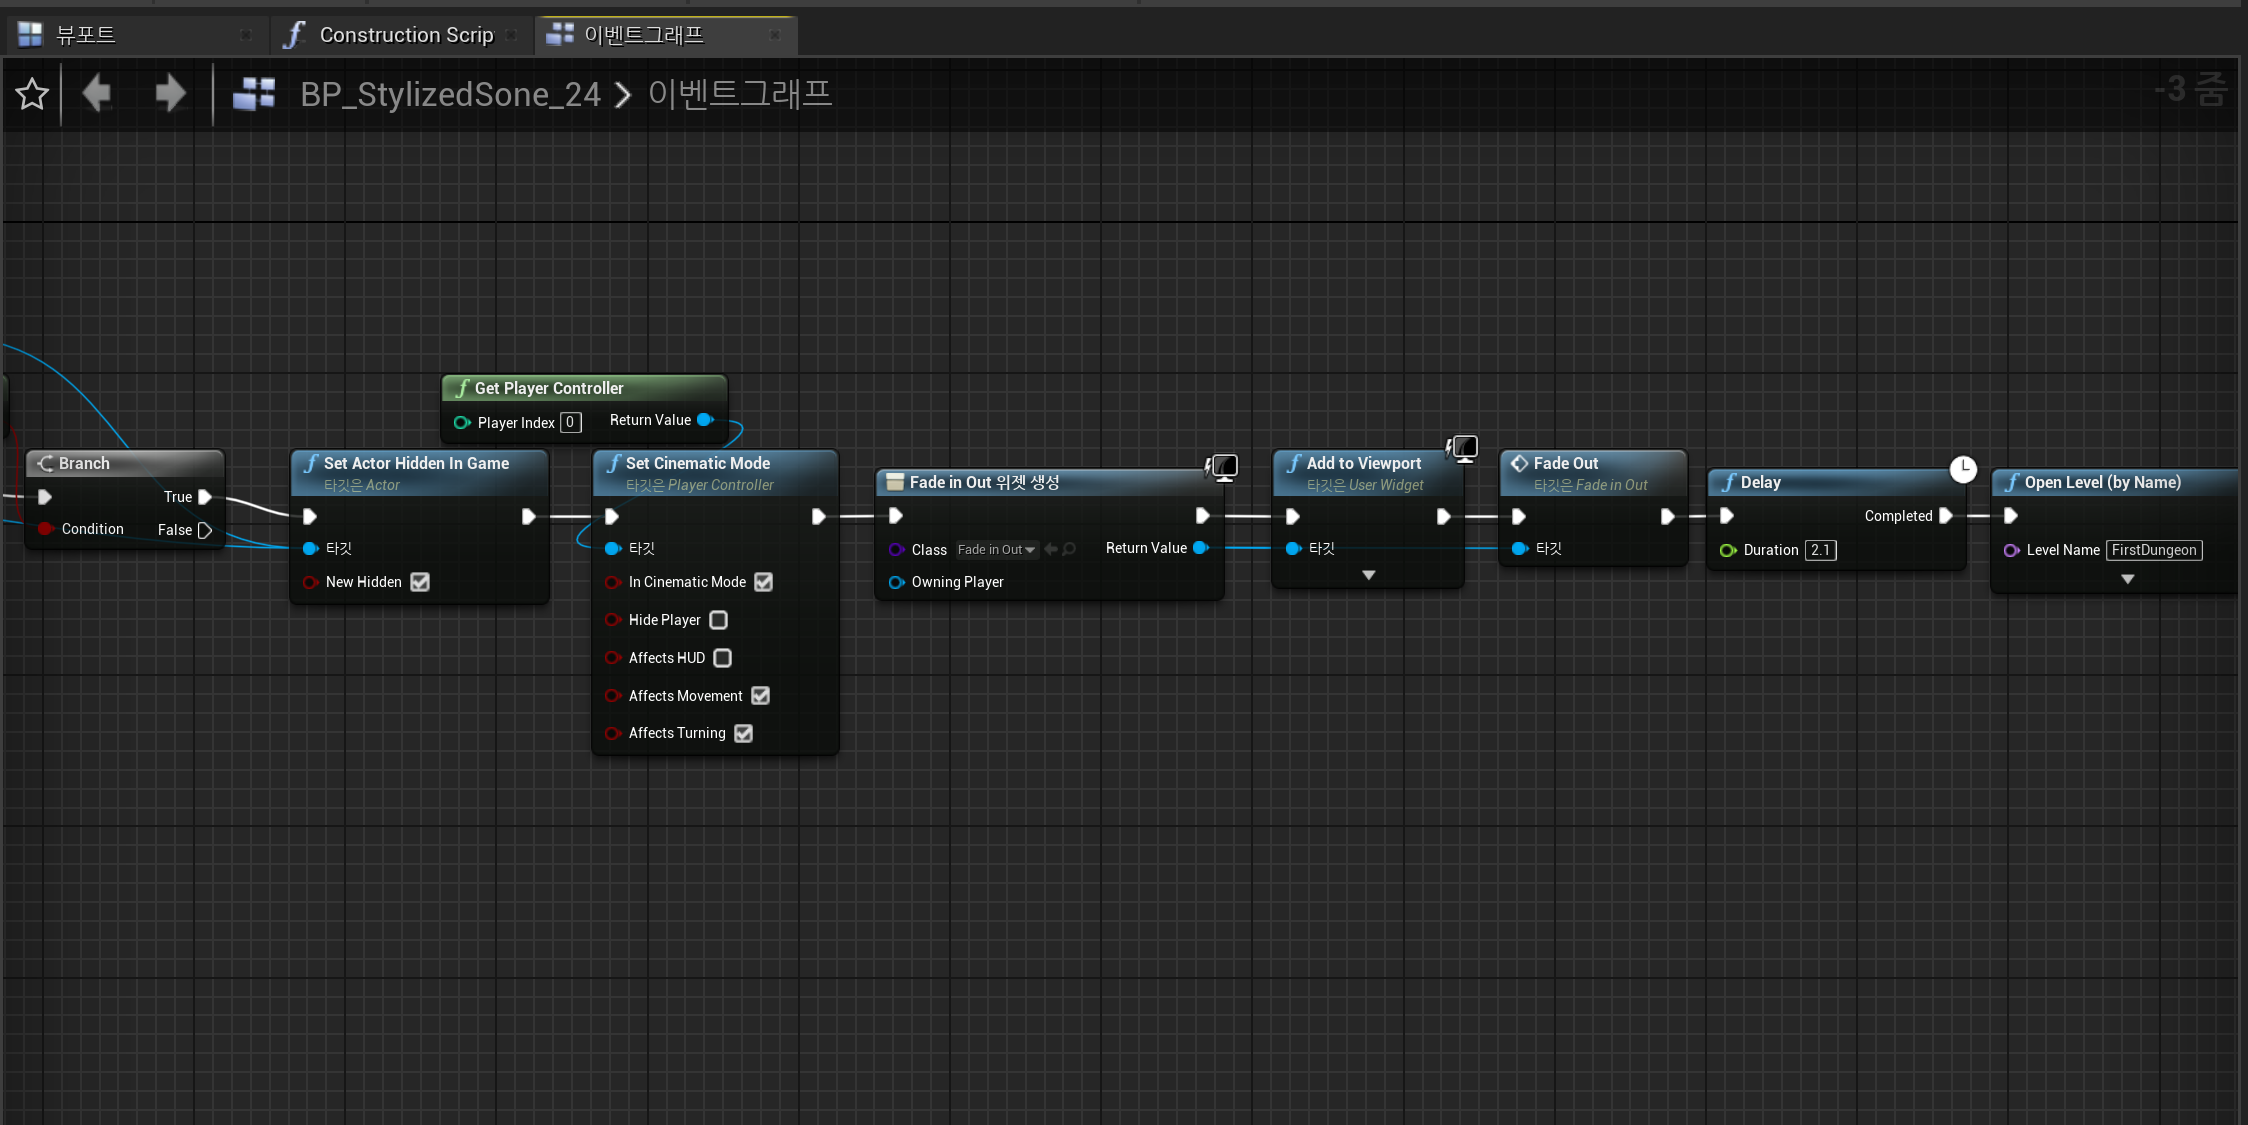 뷰포트
Construction Scrip
이벤트그래프
BP_StylizedSone_24 > 이벤트그래프
-3 줌
Get Player Controller
Player Index 0
Return Value
Branch
True
Condition
False
Set Actor Hidden In Game
타깃은 Actor
타깃
New Hidden
Set Cinematic Mode
타깃은 Player Controller
타깃
In Cinematic Mode
Hide Player
Affects HUD
Affects Movement
Affects Turning
Fade in Out 위젯 생성
Class Fade in Out
Return Value
Owning Player
Add to Viewport
타깃은 User Widget
타깃
Fade Out
타깃은 Fade in Out
타깃
Delay
Completed
Duration 2.1
Open Level (by Name)
Level Name FirstDungeon